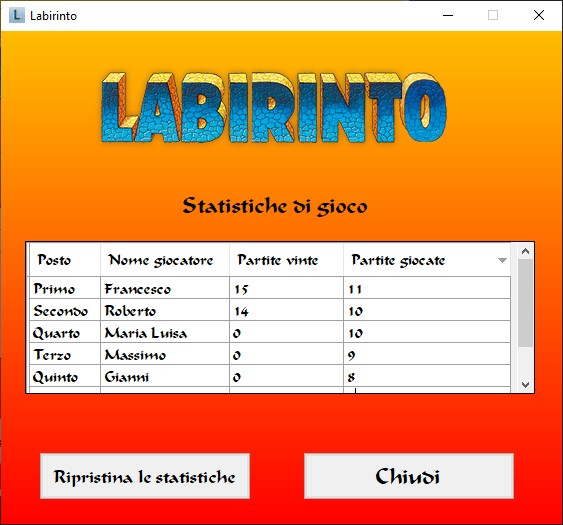 Labirinto
LABIRINTO
Statistiche di gioco
Posto Nome giocatore Partite vinte Partite giocate
Primo Francesco 15 11
Secondo Roberto 14 10
Quarto Maria Luisa 0 10
Terzo Massimo 0 9
Quinto Gianni 0 8
Ripristina le statistiche Chiudi